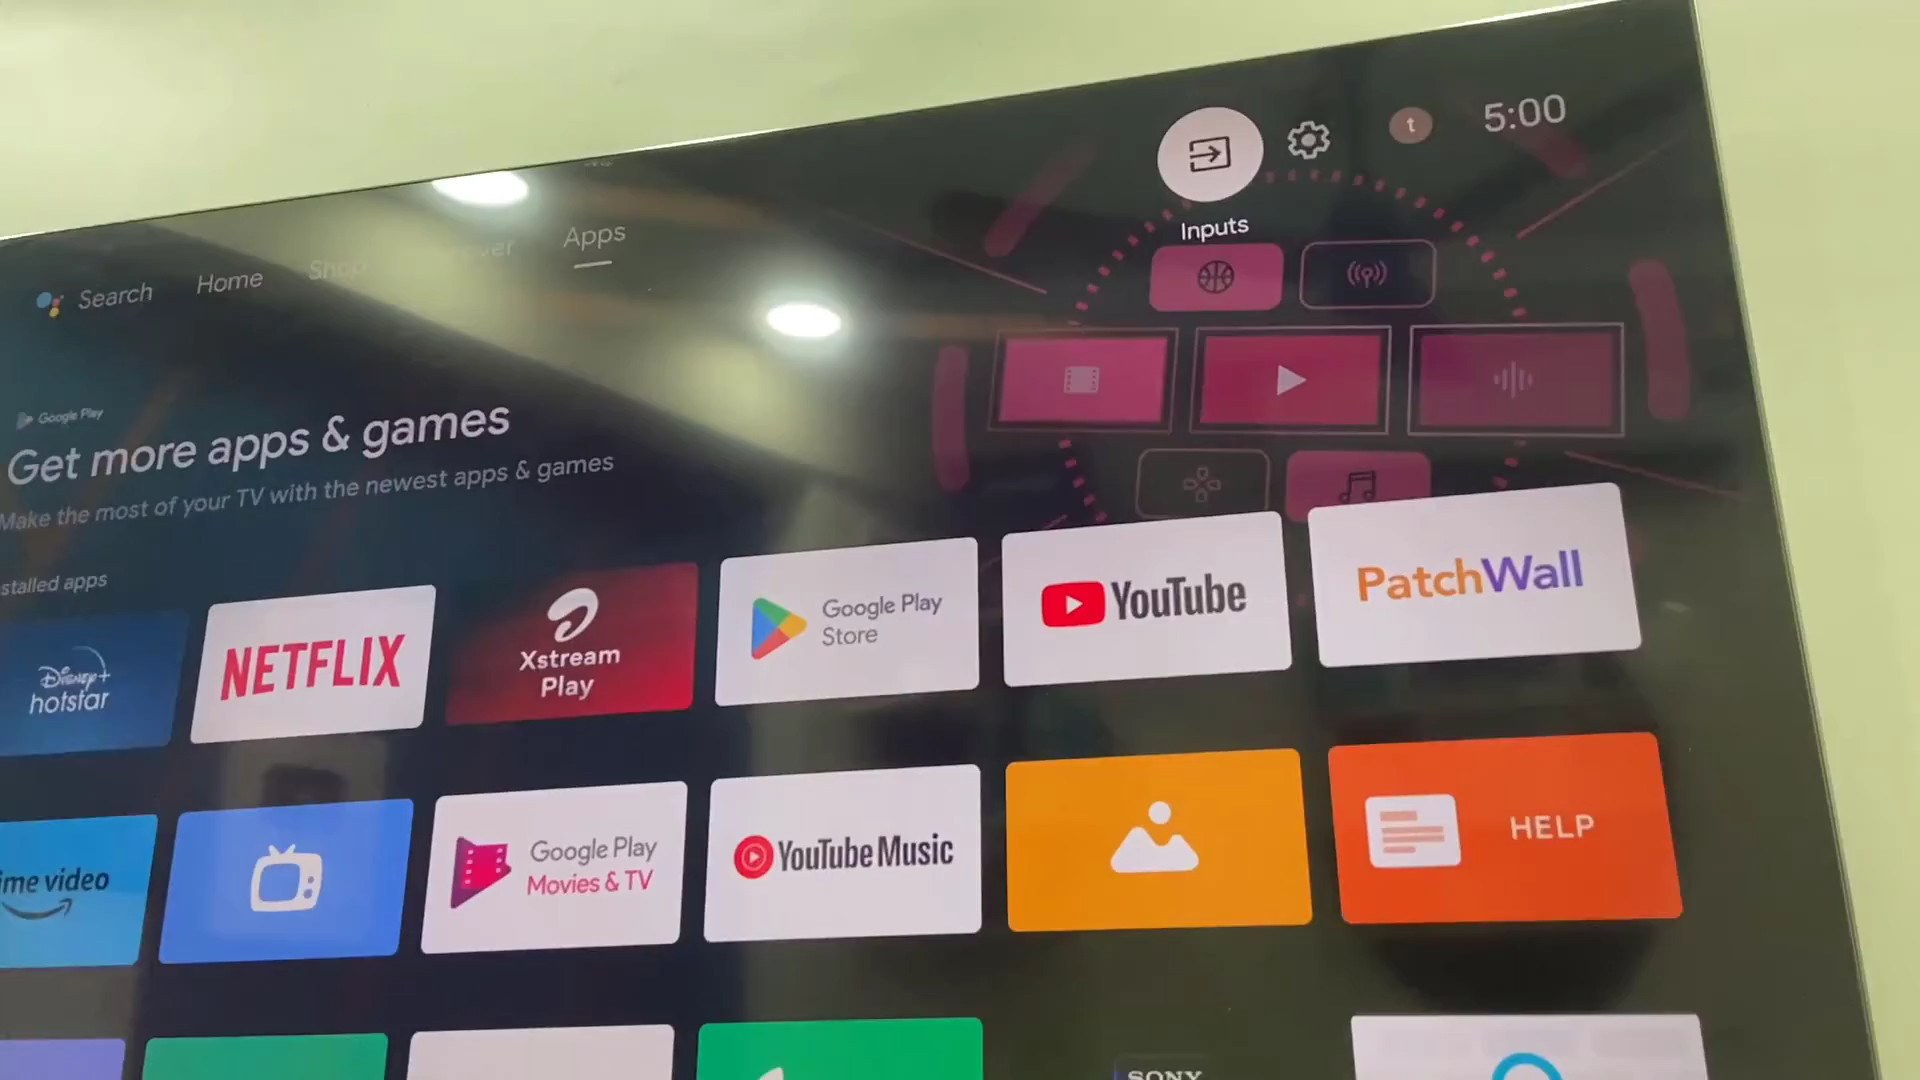 5:00
t
Inputs
Search
Home
Shop
Apps
Google Play
Get more apps & games
Make the most of your TV with the newest apps & games
stalled apps
Disney+
hotstar
NETFLIX
Xstream
Play
Google Play
Store
YouTube
PatchWall
ime video
Google Play
Movies & TV
YouTube Music
HELP
SONY